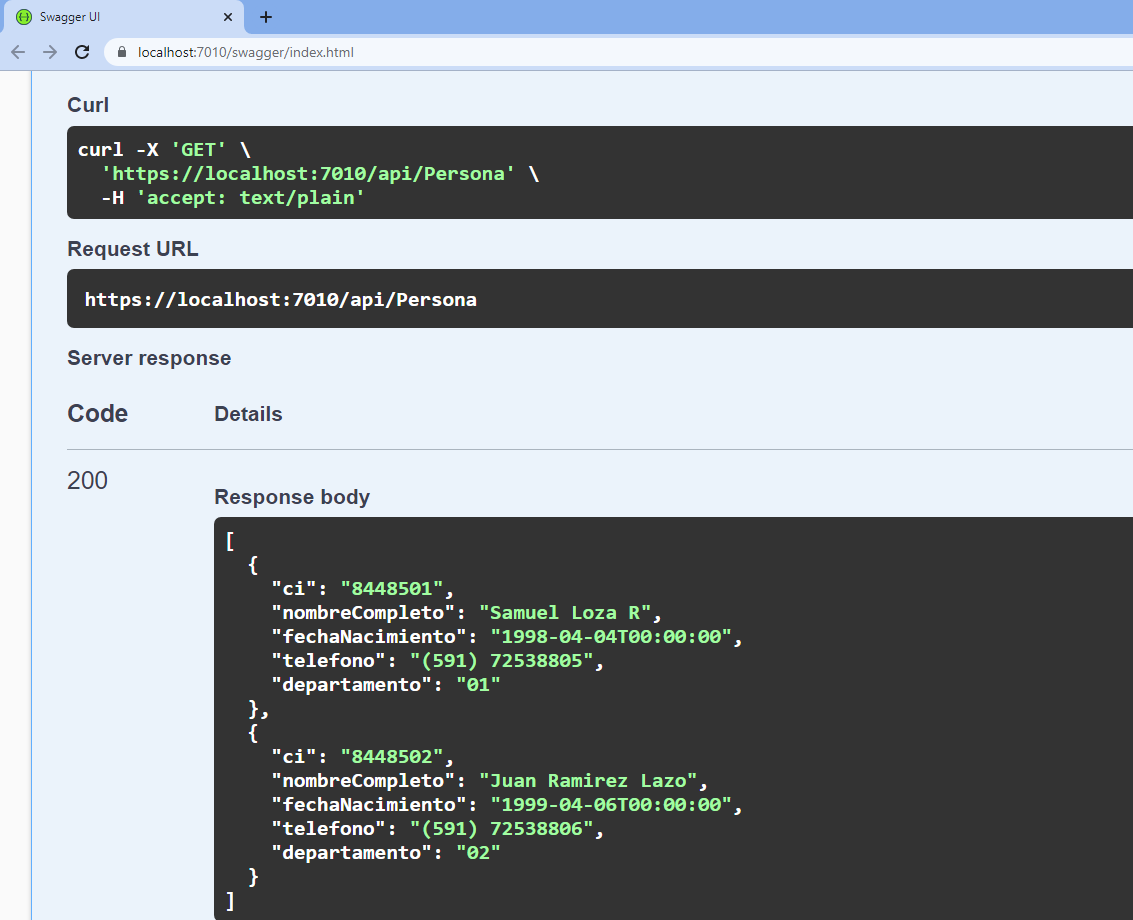 Swagger UI
localhost:7010/swagger/index.html
Curl
curl -X 'GET' \
  'https://localhost:7010/api/Persona' \
  -H 'accept: text/plain'
Request URL
https://localhost:7010/api/Persona
Server response
Code Details
200
Response body
[
  {
    "ci": "8448501",
    "nombreCompleto": "Samuel Loza R",
    "fechaNacimiento": "1998-04-04T00:00:00",
    "telefono": "(591) 72538805",
    "departamento": "01"
  },
  {
    "ci": "8448502",
    "nombreCompleto": "Juan Ramirez Lazo",
    "fechaNacimiento": "1999-04-06T00:00:00",
    "telefono": "(591) 72538806",
    "departamento": "02"
  }
]